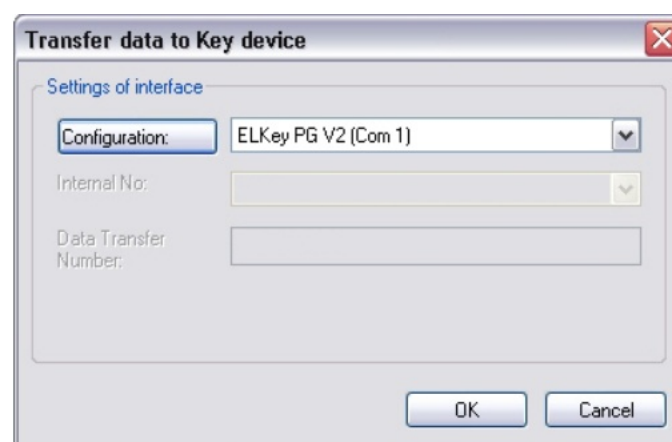 Transfer data to Key device
Settings of interface
Configuration:
ELKey PG V2 (Com 1)
Internal No:
Data Transfer
Number:
OK
Cancel